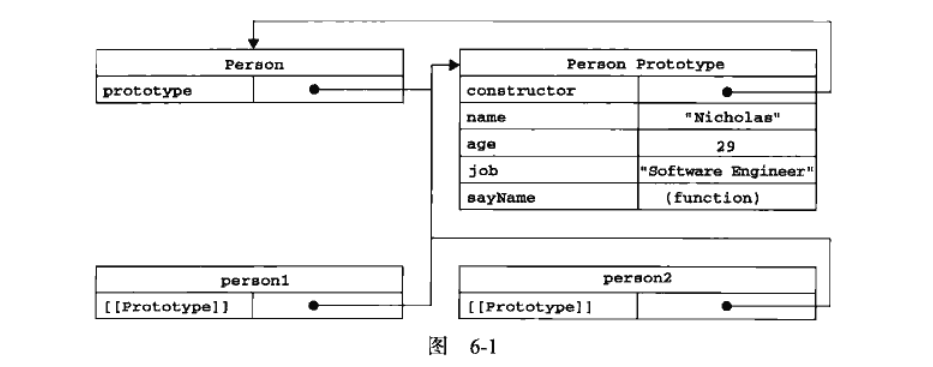 Person
prototype
Person Prototype
constructor
name "Nicholas"
age 29
job "Software Engineer"
sayName (function)
person1
[[Prototype]]
person2
[[Prototype]]
图 6-1